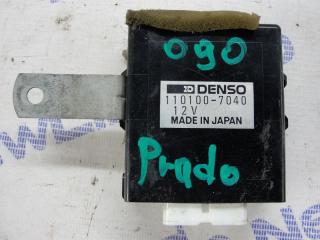 090
DENSO
110100-7040
12V
MADE IN JAPAN
Prado